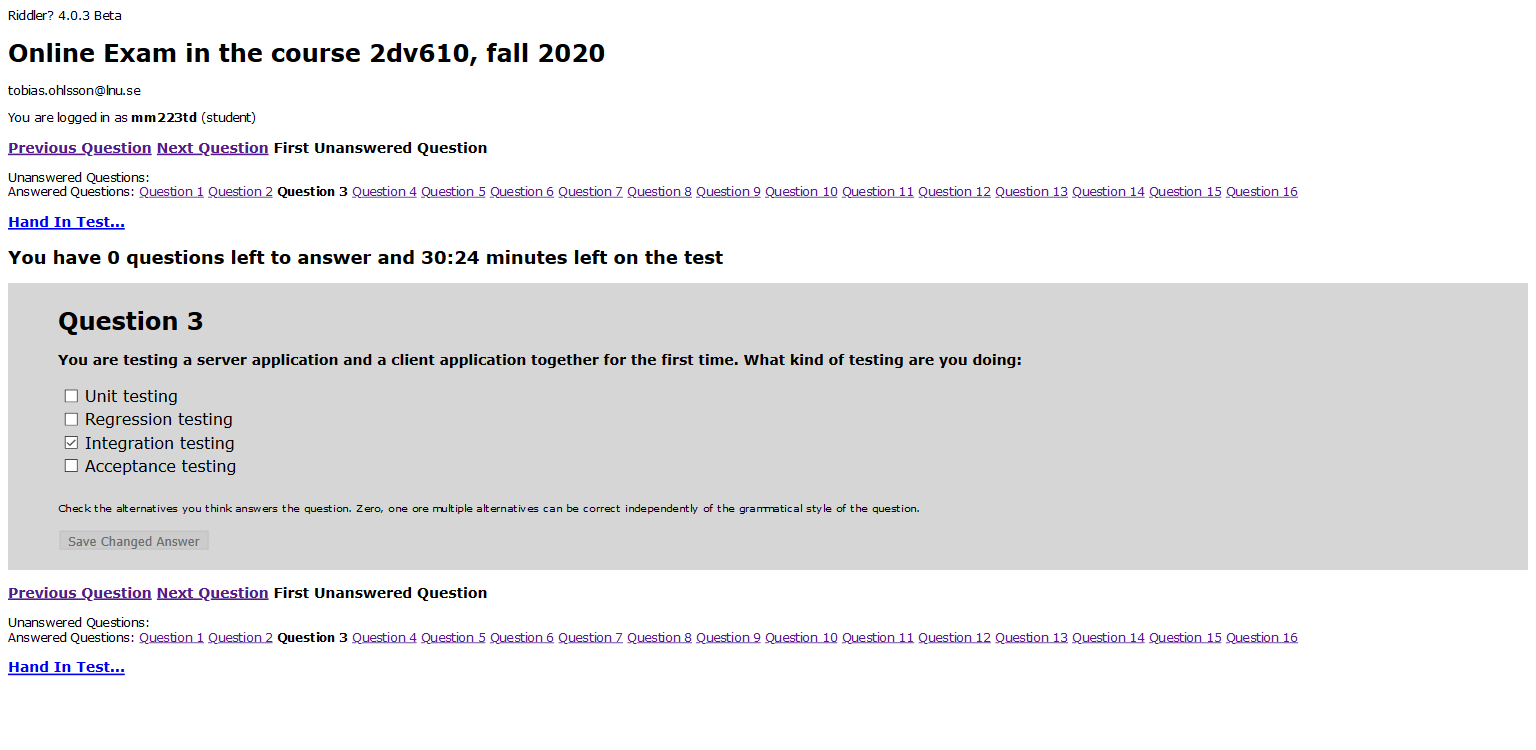 Riddler? 4.0.3 Beta
Online Exam in the course 2dv610, fall 2020
tobias.ohlsson@lnu.se
You are logged in as mm223td (student)
Previous Question Next Question First Unanswered Question
Unanswered Questions:
Answered Questions: Question 1 Question 2 Question 3 Question 4 Question 5 Question 6 Question 7 Question 8 Question 9 Question 10 Question 11 Question 12 Question 13 Question 14 Question 15 Question 16
Hand In Test...
You have 0 questions left to answer and 30:24 minutes left on the test
Question 3
You are testing a server application and a client application together for the first time. What kind of testing are you doing:
Unit testing
Regression testing
Integration testing
Acceptance testing
Check the alternatives you think answers the question. Zero, one ore multiple alternatives can be correct independently of the grammatical style of the question.
Save Changed Answer
Previous Question Next Question First Unanswered Question
Unanswered Questions:
Answered Questions: Question 1 Question 2 Question 3 Question 4 Question 5 Question 6 Question 7 Question 8 Question 9 Question 10 Question 11 Question 12 Question 13 Question 14 Question 15 Question 16
Hand In Test...